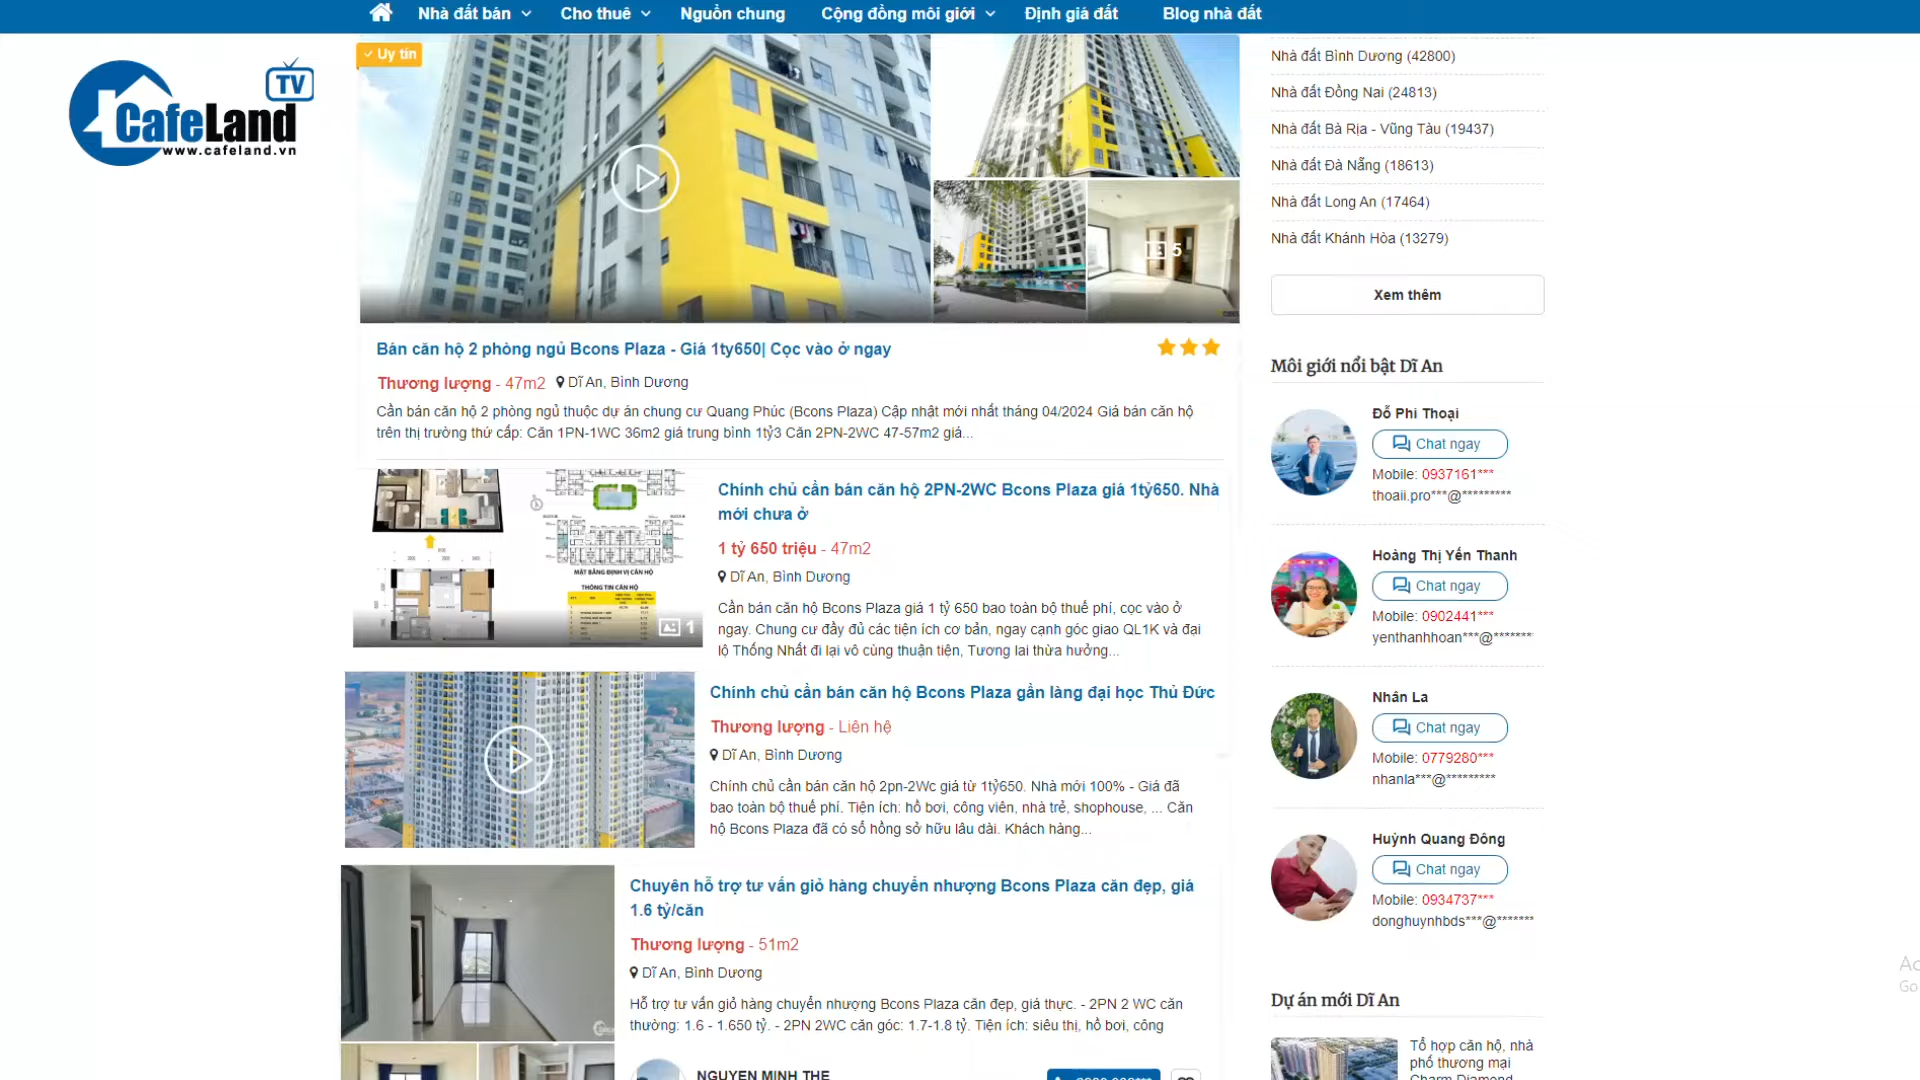 Nhà đất bán
Cho thuê
Nguồn chung
Cộng đồng môi giới
Định giá đất
Blog nhà đất
CafeLand TV
www.cafeland.vn
Uy tín
5
Bán căn hộ 2 phòng ngủ Bcons Plaza - Giá 1ty650| Cọc vào ở ngay
Thương lượng - 47m2 Dĩ An, Bình Dương
Cần bán căn hộ 2 phòng ngủ thuộc dự án chung cư Quang Phúc (Bcons Plaza) Cập nhật mới nhất tháng 04/2024 Giá bán căn hộ
trên thị trường thứ cấp: Căn 1PN-1WC 36m2 giá trung bình 1tỷ3 Căn 2PN-2WC 47-57m2 giá...
MẶT BẰNG ĐỊNH VỊ CĂN HỘ
THÔNG TIN CĂN HỘ
1
Chính chủ cần bán căn hộ 2PN-2WC Bcons Plaza giá 1tỷ650. Nhà
mới chưa ở
1 tỷ 650 triệu - 47m2
Dĩ An, Bình Dương
Cần bán căn hộ Bcons Plaza giá 1 tỷ 650 bao toàn bộ thuế phí, cọc vào ở
ngay. Chung cư đầy đủ các tiện ích cơ bản, ngay cạnh góc giao QL1K và đại
lộ Thống Nhất đi lại vô cùng thuận tiện, Tương lai thừa hưởng...
Chính chủ cần bán căn hộ Bcons Plaza gần làng đại học Thủ Đức
Thương lượng - Liên hệ
Dĩ An, Bình Dương
Chính chủ cần bán căn hộ 2pn-2Wc giá từ 1tỷ650. Nhà mới 100% - Giá đã
bao toàn bộ thuế phí. Tiện ích: hồ bơi, công viên, nhà trẻ, shophouse, ... Căn
hộ Bcons Plaza đã có sổ hồng sở hữu lâu dài. Khách hàng...
Chuyên hỗ trợ tư vấn giỏ hàng chuyển nhượng Bcons Plaza căn đẹp, giá
1.6 tỷ/căn
Thương lượng - 51m2
Dĩ An, Bình Dương
Hỗ trợ tư vấn giỏ hàng chuyển nhượng Bcons Plaza căn đẹp, giá thực. - 2PN 2 WC căn
thường: 1.6 - 1.650 tỷ. - 2PN 2WC căn góc: 1.7-1.8 tỷ. Tiện ích: siêu thị, hồ bơi, công
NGUYEN MINH THE
Nhà đất Bình Dương (42800)
Nhà đất Đồng Nai (24813)
Nhà đất Bà Rịa - Vũng Tàu (19437)
Nhà đất Đà Nẵng (18613)
Nhà đất Long An (17464)
Nhà đất Khánh Hòa (13279)
Xem thêm
Môi giới nổi bật Dĩ An
Đỗ Phi Thoại
Chat ngay
Mobile: 0937161***
thoaii.pro***@*********
Hoàng Thị Yến Thanh
Chat ngay
Mobile: 0902441***
yenthanhhoan***@*******
Nhân La
Chat ngay
Mobile: 0779280***
nhanla***@*********
Huỳnh Quang Đông
Chat ngay
Mobile: 0934737***
donghuynhbds***@*******
Dự án mới Dĩ An
Tổ hợp căn hộ, nhà
phố thương mại
Charm Diamond